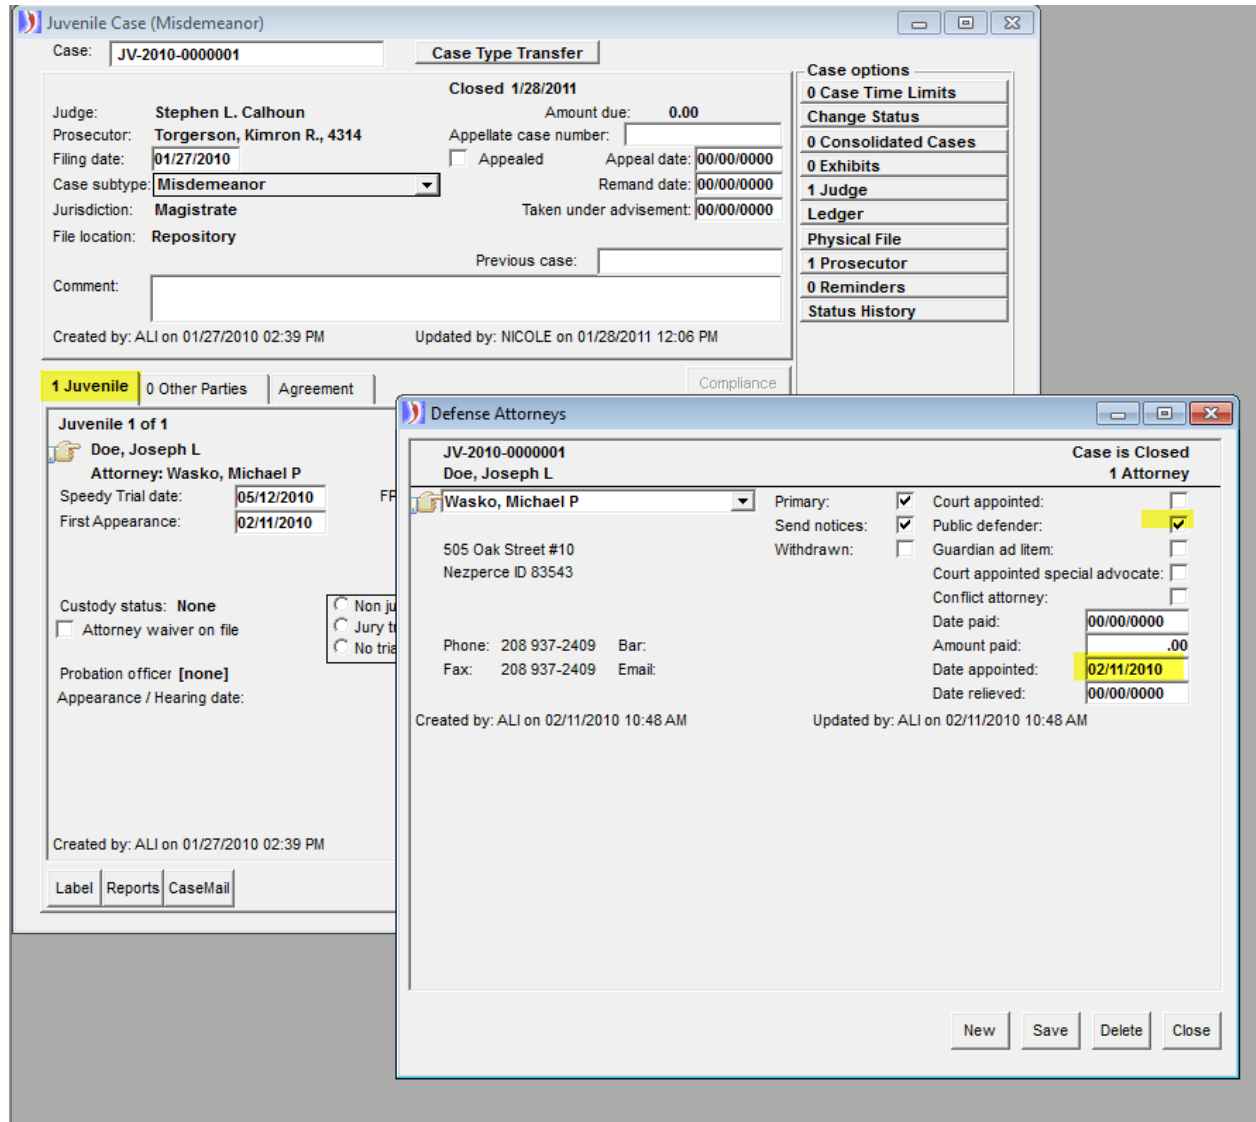 Juvenile Case (Misdemeanor)
Case: JV-2010-0000001 Case Type Transfer
Closed 1/28/2011
Judge: Stephen L. Calhoun Amount due: 0.00
Prosecutor: Torgerson, Kimron R., 4314 Appellate case number:
Filing date: 01/27/2010 Appealed Appeal date: 00/00/0000
Case subtype: Misdemeanor Remand date: 00/00/0000
Jurisdiction: Magistrate Taken under advisement: 00/00/0000
File location: Repository
Previous case:
Comment:
Created by: ALI on 01/27/2010 02:39 PM Updated by: NICOLE on 01/28/2011 12:06 PM
Case options
0 Case Time Limits
Change Status
0 Consolidated Cases
0 Exhibits
1 Judge
Ledger
Physical File
1 Prosecutor
0 Reminders
Status History
1 Juvenile 0 Other Parties Agreement Compliance
Juvenile 1 of 1
Doe, Joseph L
Attorney: Wasko, Michael P
Speedy Trial date: 05/12/2010 FP
First Appearance: 02/11/2010
Custody status: None Non ju
Attorney waiver on file Jury t
No tria
Probation officer [none]
Appearance / Hearing date:
Created by: ALI on 01/27/2010 02:39 PM
Label Reports CaseMail
Defense Attorneys
JV-2010-0000001 Case is Closed
Doe, Joseph L 1 Attorney
Wasko, Michael P Primary: Court appointed:
Send notices: Public defender:
505 Oak Street #10 Withdrawn: Guardian ad litem:
Nezperce ID 83543 Court appointed special advocate:
Conflict attorney:
Date paid: 00/00/0000
Phone: 208 937-2409 Bar: Amount paid: .00
Fax: 208 937-2409 Email: Date appointed: 02/11/2010
Date relieved: 00/00/0000
Created by: ALI on 02/11/2010 10:48 AM Updated by: ALI on 02/11/2010 10:48 AM
New Save Delete Close